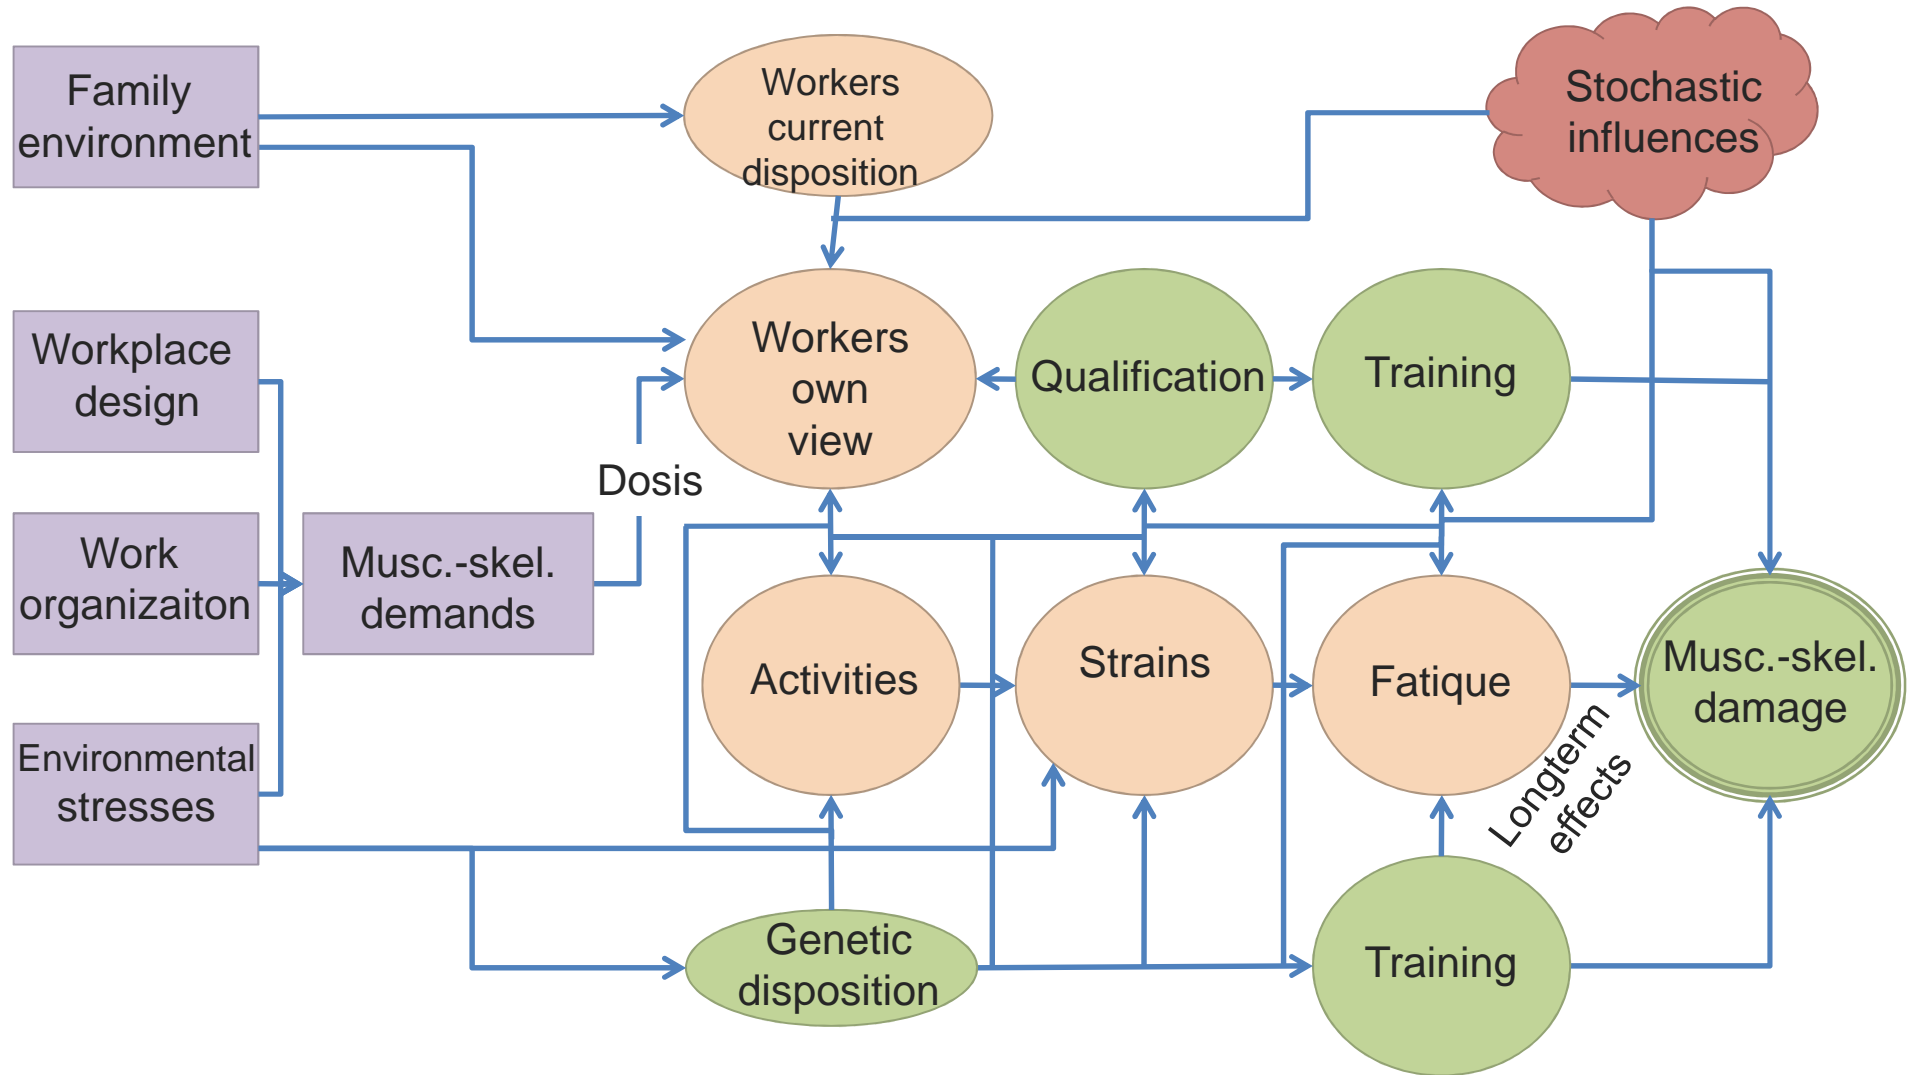 Family
environment
Workers
current
disposition
Stochastic
influences
Workplace
design
Workers
own
view
Qualification
Training
Dosis
Work
organizaiton
Musc.-skel.
demands
Activities
Strains
Fatique
Musc.-skel.
damage
Environmental
stresses
Longterm
effects
Genetic
disposition
Training